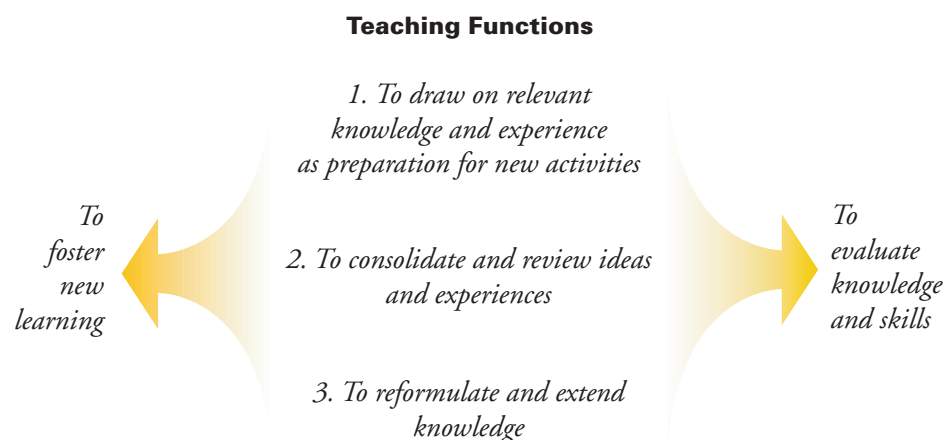 Teaching Functions
1. To draw on relevant
knowledge and experience
as preparation for new activities
To
foster
new
learning
2. To consolidate and review ideas
and experiences
To
evaluate
knowledge
and skills
3. To reformulate and extend
knowledge